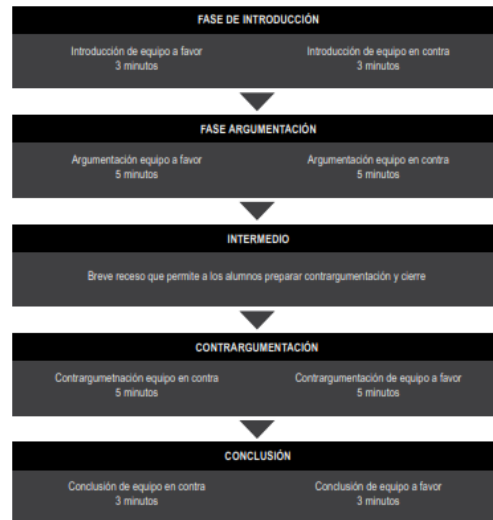 FASE DE INTRODUCCIÓN
Introducción de equipo a favor
3 minutos
Introducción de equipo en contra
3 minutos
FASE ARGUMENTACIÓN
Argumentación equipo a favor
5 minutos
Argumentación equipo en contra
5 minutos
INTERMEDIO
Breve receso que permite a los alumnos preparar contrargumentación y cierre
CONTRARGUMENTACIÓN
Contrargumetnación equipo en contra
5 minutos
Contrargumentación de equipo a favor
5 minutos
CONCLUSIÓN
Conclusión de equipo en contra
3 minutos
Conclusión de equipo a favor
3 minutos